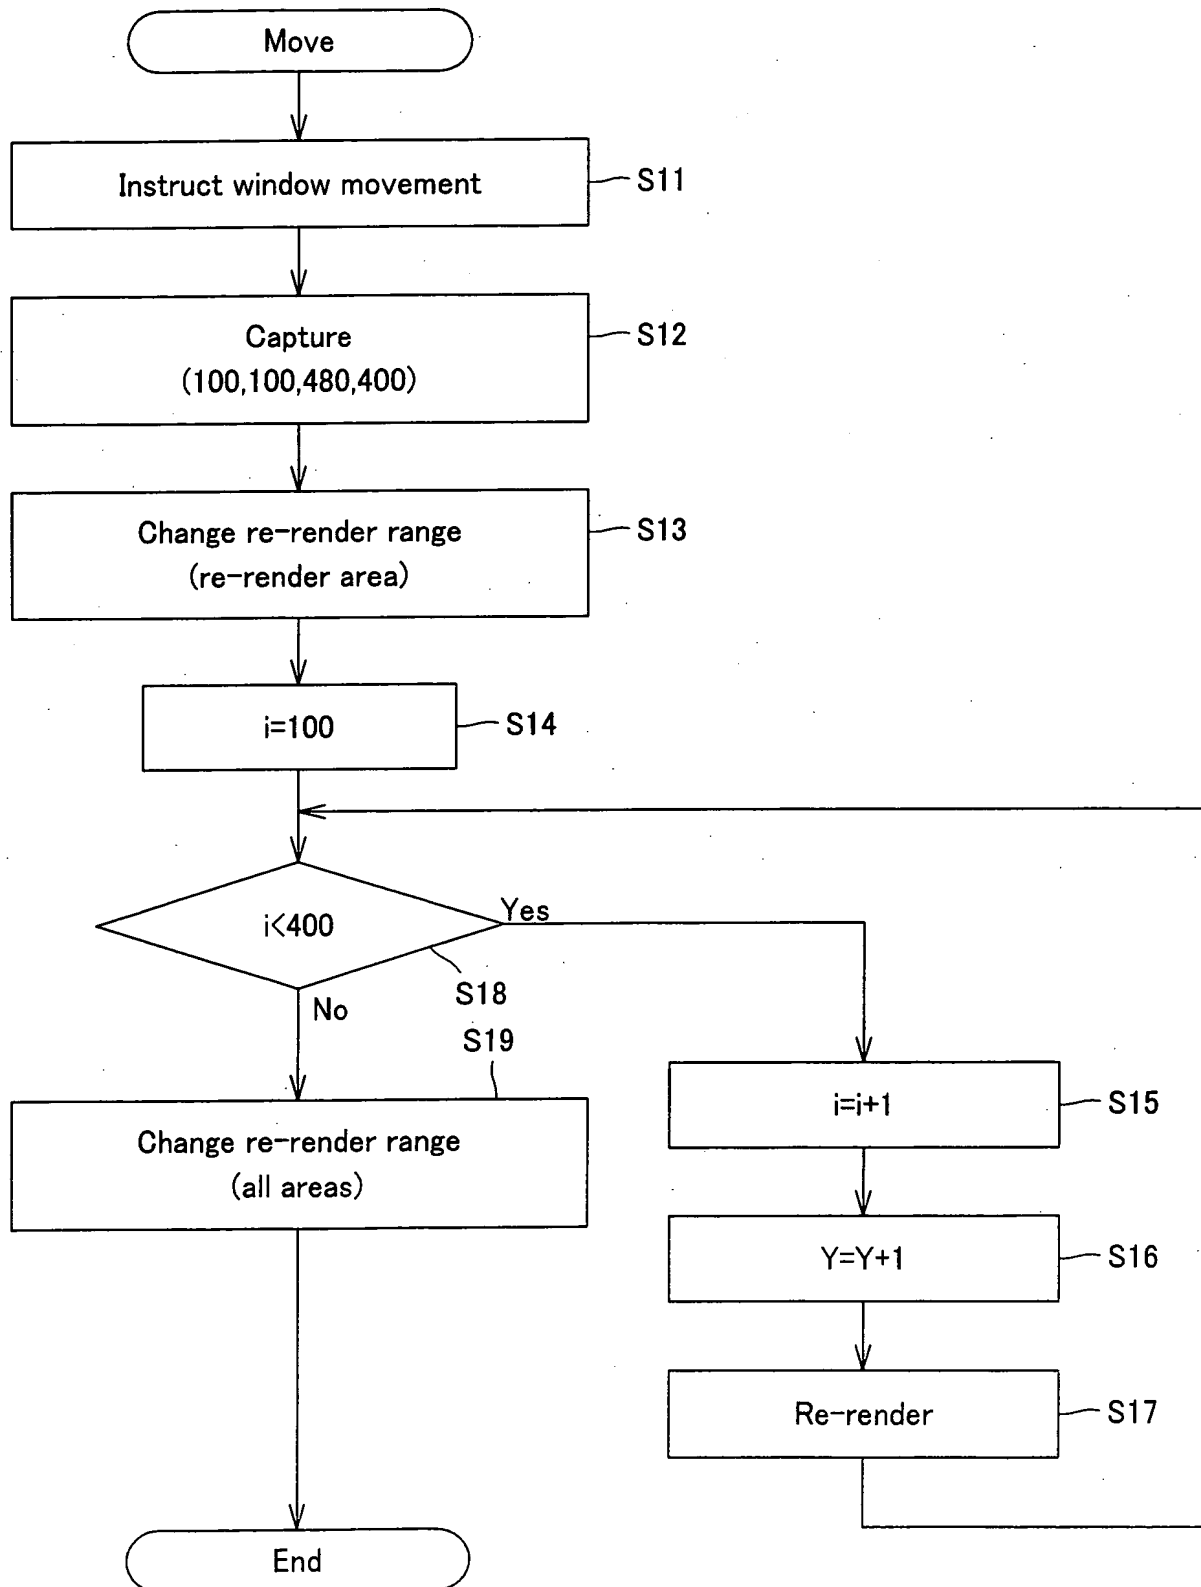 Move
Instruct window movement
S11
Capture
(100,100,480,400)
S12
Change re-render range
(re-render area)
S13
i=100
S14
i<400
Yes
S18
No
S19
Change re-render range
(all areas)
i=i+1
S15
Y=Y+1
S16
Re-render
S17
End